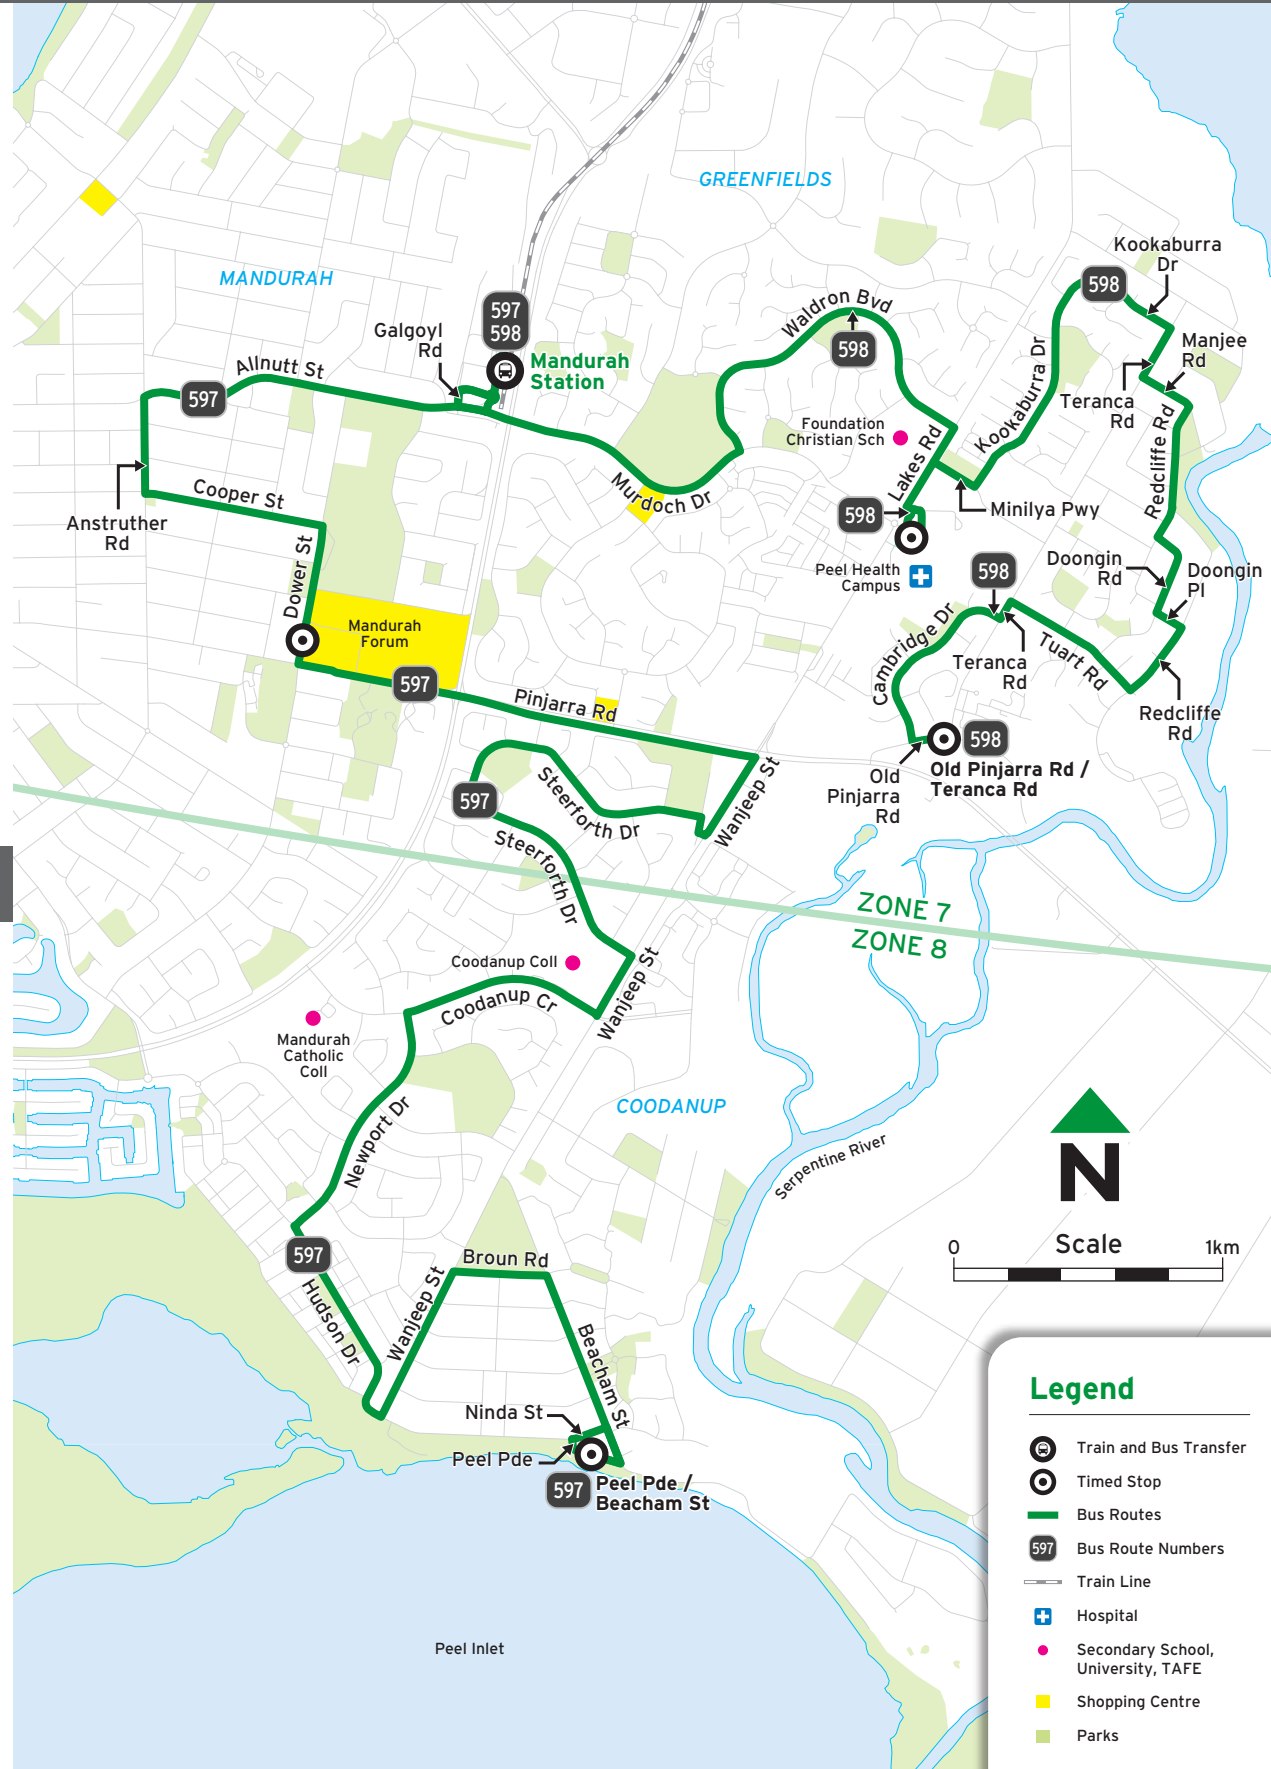 GREENFIELDS
Kookaburra
Dr
MANDURAH
598
597
598
Galgoyl
Rd
Waldron Bvd
598
Manjee
Rd
Mandurah
Station
Allnutt St
597
Kookaburra Dr
Teranca
Rd
Redcliffe Rd
Foundation
Christian Sch
Lakes Rd
Cooper St
Murdoch Dr
Minilya Pwy
598
Anstruther
Rd
Dower St
Peel Health
Campus
598
Doongin
Rd
Doongin
Pl
Mandurah
Forum
Cambridge Dr
Teranca
Rd
Tuart Rd
597
Pinjarra Rd
Redcliffe
Rd
598
Old Pinjarra Rd /
Teranca Rd
Old
Pinjarra
Rd
Wanjeep St
Steerforth Dr
597
Steerforth Dr
ZONE 7
ZONE 8
Coodanup Coll
Wanjeep St
Coodanup Cr
Mandurah
Catholic
Coll
COODANUP
Newport Dr
Serpentine River
N
Scale
0
1km
597
Broun Rd
Hudson Dr
Wanjeep St
Beacham St
Ninda St
Peel Pde
597
Peel Pde /
Beacham St
Peel Inlet
Legend
Train and Bus Transfer
Timed Stop
Bus Routes
597
Bus Route Numbers
Train Line
Hospital
Secondary School,
University, TAFE
Shopping Centre
Parks